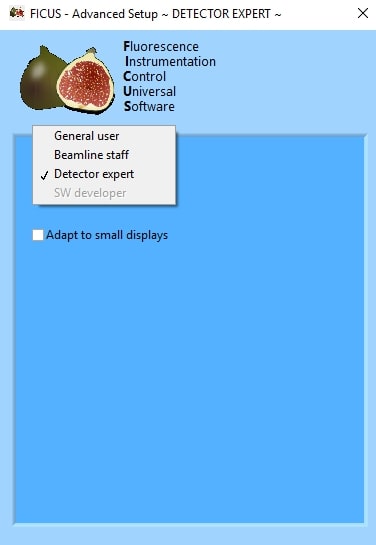 FICUS - Advanced Setup ~ DETECTOR EXPERT ~
Fluorescence
Instrumentation
Control
Universal
Software
General user
Beamline staff
Detector expert
SW developer
Adapt to small displays